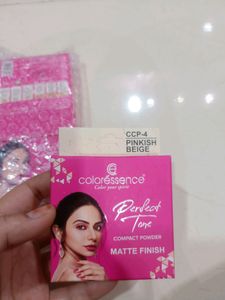 CCP-4
PINKISH
BEIGE
coloressence
Color your spirit
Perfect
Tone
COMPACT POWDER
MATTE FINISH